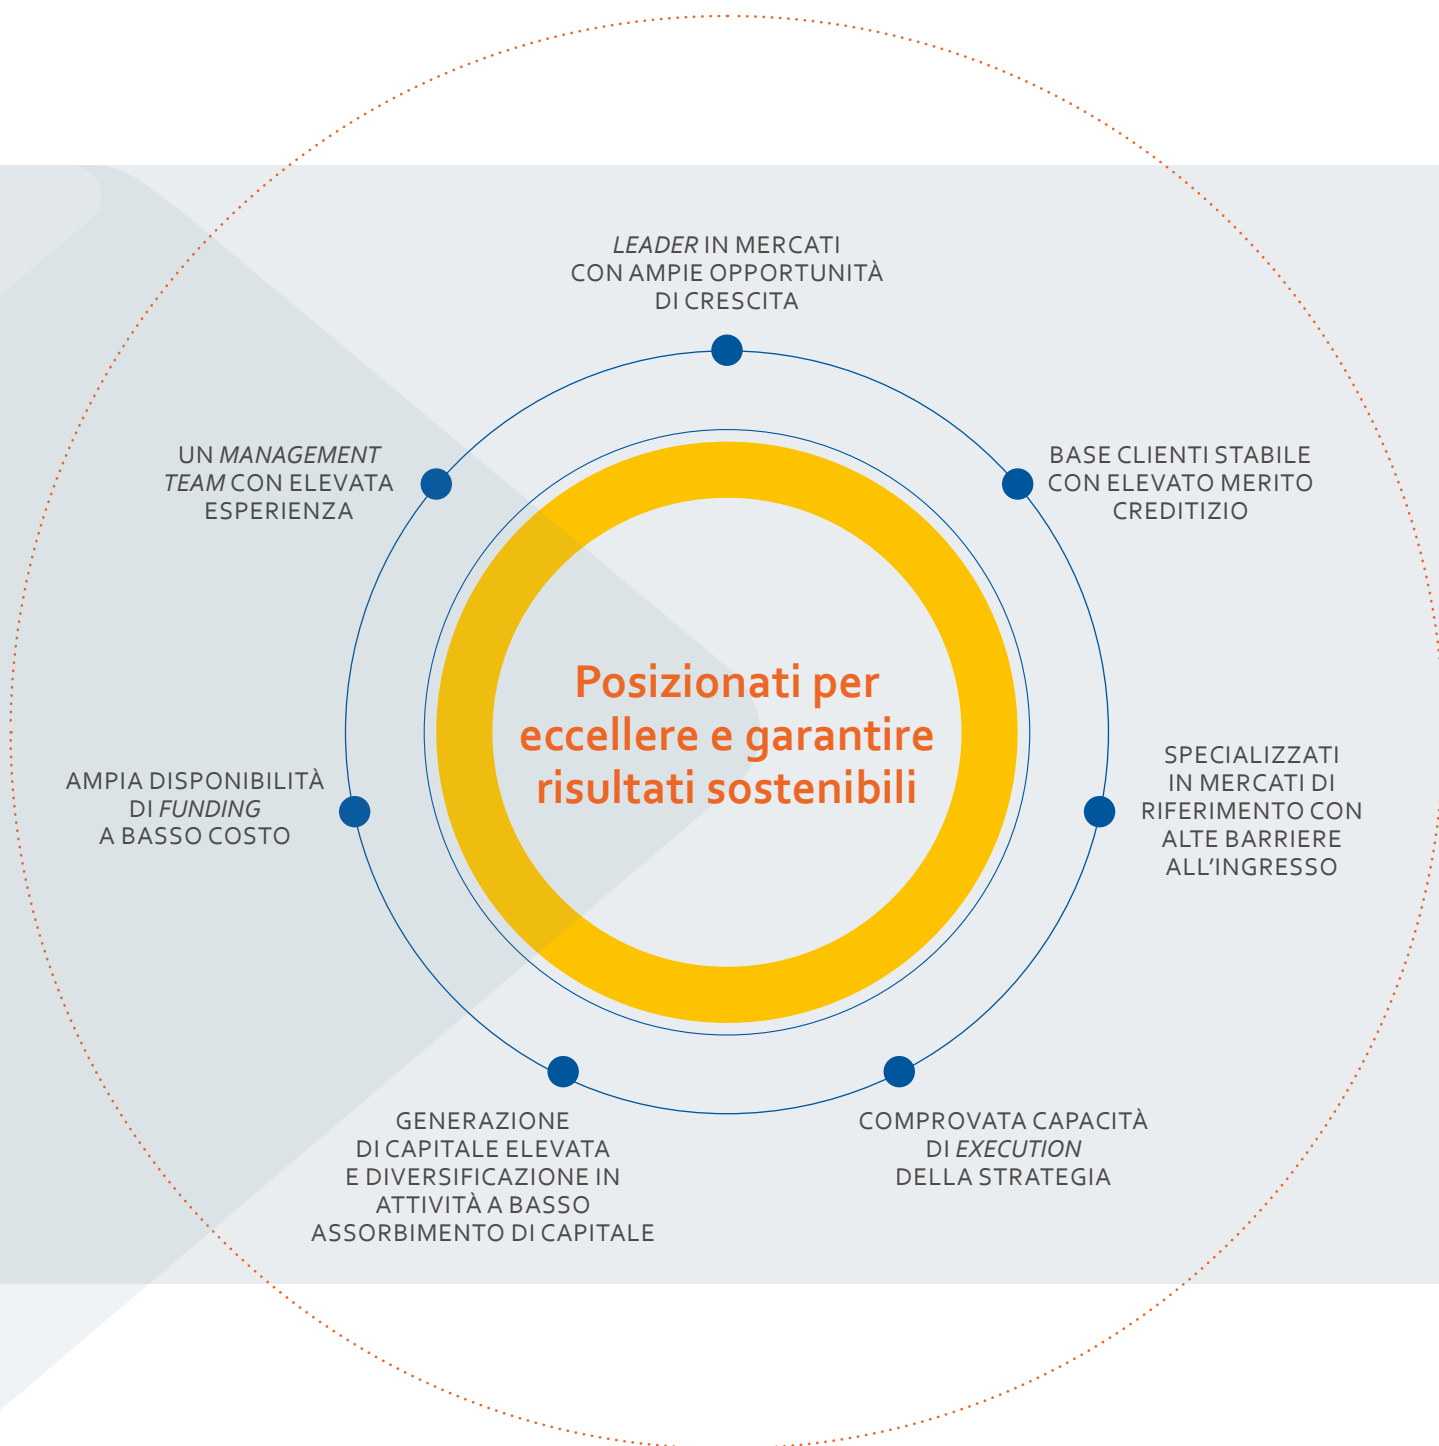 LEADER IN MERCATI
CON AMPIE OPPORTUNITÀ
DI CRESCITA
UN MANAGEMENT
TEAM CON ELEVATA
ESPERIENZA
BASE CLIENTI STABILE
CON ELEVATO MERITO
CREDITIZIO
Posizionati per
eccellere e garantire
risultati sostenibili
AMPIA DISPONIBILITÀ
DI FUNDING
A BASSO COSTO
SPECIALIZZATI
IN MERCATI DI
RIFERIMENTO CON
ALTE BARRIERE
ALL'INGRESSO
GENERAZIONE
DI CAPITALE ELEVATA
E DIVERSIFICAZIONE IN
ATTIVITÀ A BASSO
ASSORBIMENTO DI CAPITALE
COMPROVATA CAPACITÀ
DI EXECUTION
DELLA STRATEGIA